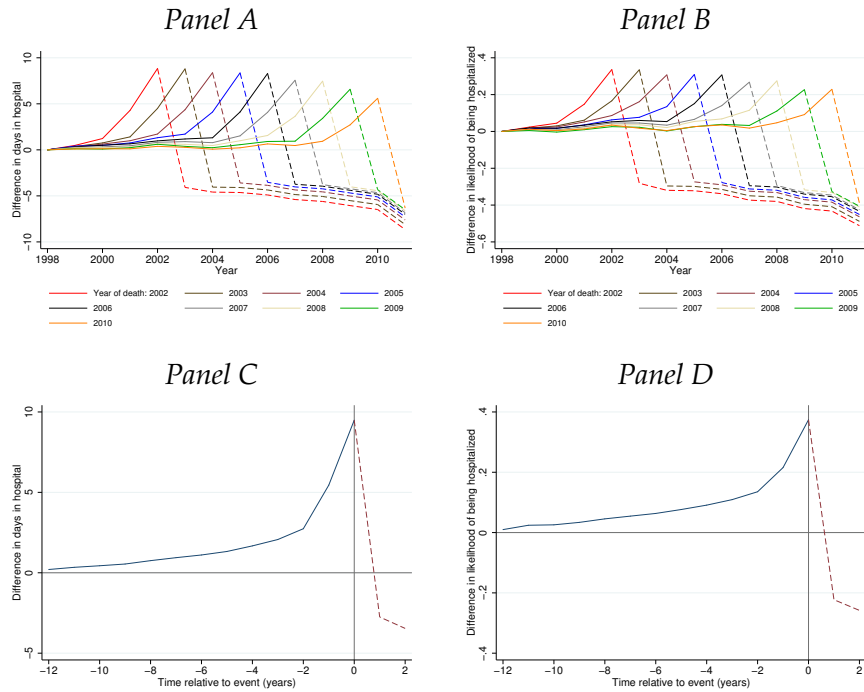 Panel A
Panel B
Difference in days in hospital
10
5
0
−5
−10
1998 2000 2002 2004 2006 2008 2010
Year
Year of death: 2002 2003 2004 2005
2006 2007 2008 2009
2010
Difference in likelihood of being hospitalized
.4
.2
0
−.2
−.4
−.6
1998 2000 2002 2004 2006 2008 2010
Year
Year of death: 2002 2003 2004 2005
2006 2007 2008 2009
2010
Panel C
Panel D
Difference in days in hospital
10
5
0
−5
−12 −10 −8 −6 −4 −2 0 2
Time relative to event (years)
Difference in likelihood of being hospitalized
.4
.2
0
−.2
−.4
−12 −10 −8 −6 −4 −2 0 2
Time relative to event (years)